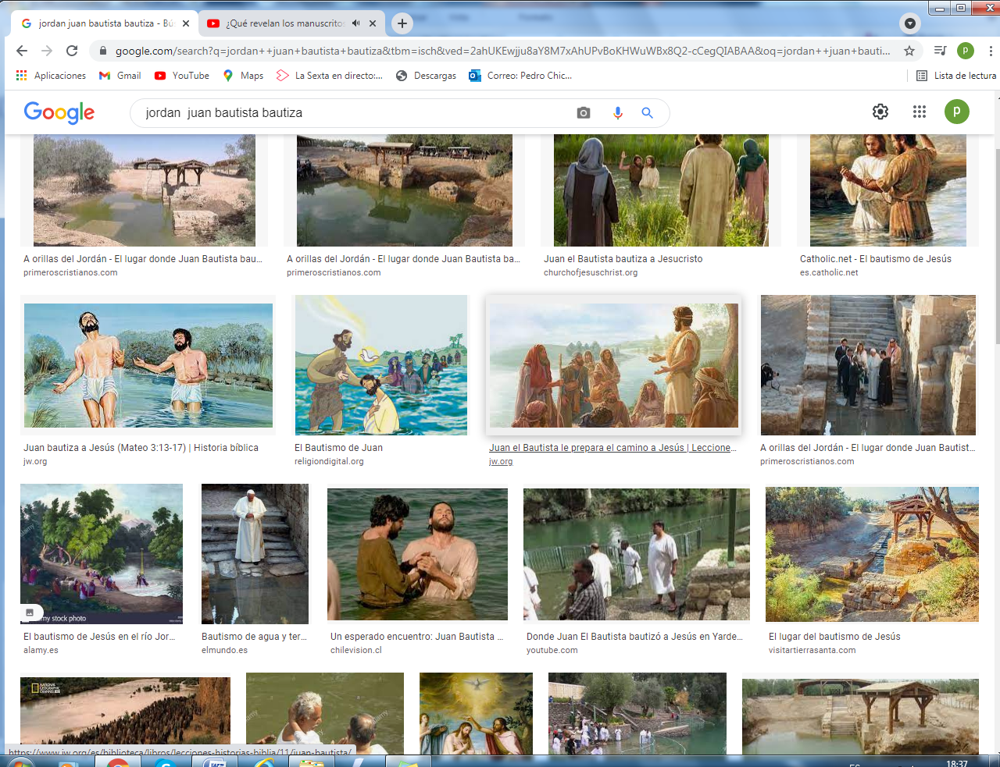 jordan juan bautista bautiza - Bú
¿Qué revelan los manuscritos
google.com/search?q=jordan++juan+bautista+bautiza&tbm=isch&ved=2ahUKEwjju8aY8M7xAhUPvBoKHWuWBx8Q2-cCegQIABAA&oq=jordan++juan+bauti...
p
Aplicaciones
Gmail
YouTube
Maps
La Sexta en directo:...
Descargas
Correo: Pedro Chic...
Lista de lectura
Google
jordan juan bautista bautiza
p
A orillas del Jordán - El lugar donde Juan Bautista bau...
primeroscristianos.com
A orillas del Jordán - El lugar donde Juan Bautista ba...
primeroscristianos.com
Juan el Bautista bautiza a Jesucristo
churchofjesuschrist.org
Catholic.net - El bautismo de Jesús
es.catholic.net
Juan bautiza a Jesús (Mateo 3:13-17) | Historia bíblica
jw.org
El Bautismo de Juan
religiondigital.org
Juan el Bautista le prepara el camino a Jesús | Leccione...
jw.org
A orillas del Jordán - El lugar donde Juan Bautist...
primeroscristianos.com
my stock photo
El bautismo de Jesús en el río Jor...
alamy.es
Bautismo de agua y ter...
elmundo.es
Un esperado encuentro: Juan Bautista ...
chilevision.cl
Donde Juan El Bautista bautizó a Jesús en Yarde...
youtube.com
El lugar del bautismo de Jesús
visitartierrasanta.com
NATIONAL
GEOGRAPHIC
CHANNEL
https://www.jw.org/es/biblioteca/libros/lecciones-historias-biblia/11/juan-bautista/
ES
18:37